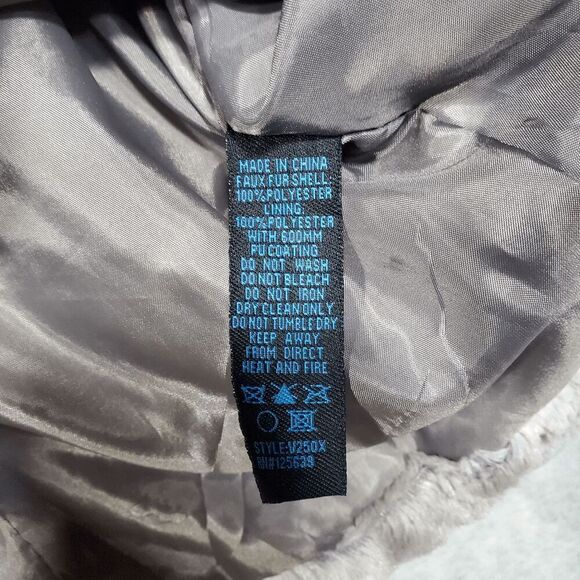 MADE IN CHINA
FAUX FUR SHELL:
100%POLYESTER
LINING:
100%POLYESTER
WITH 600MM
PU COATING
DO NOT WASH
DO NOT BLEACH
DO NOT IRON
DRY CLEAN ONLY
DO NOT TUMBLE DRY
KEEP AWAY
FROM DIRECT
HEAT AND FIRE
STYLE:V250X
RN#125639